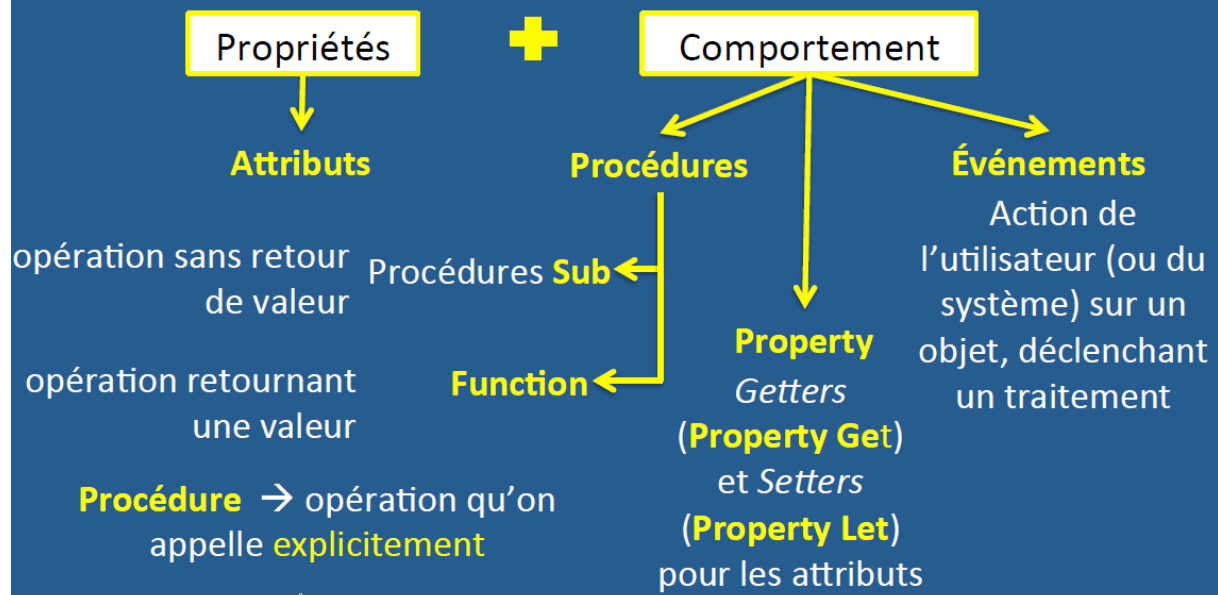 Propriétés
Comportement
Attributs
Procédures
Événements
Action de
l'utilisateur (ou du
système) sur un
objet, déclenchant
un traitement
opération sans retour
de valeur
Procédures Sub
opération retournant
une valeur
Function
Property
Getters
(Property Get)
et Setters
(Property Let)
pour les attributs
Procédure → opération qu'on
appelle explicitement